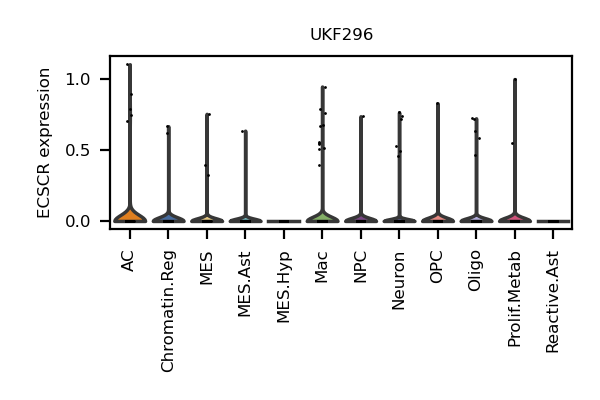 UKF296
ECSCR expression
1.0
0.5
0.0
AC
Chromatin.Reg
MES
MES.Ast
MES.Hyp
Mac
NPC
Neuron
OPC
Oligo
Prolif.Metab
Reactive.Ast